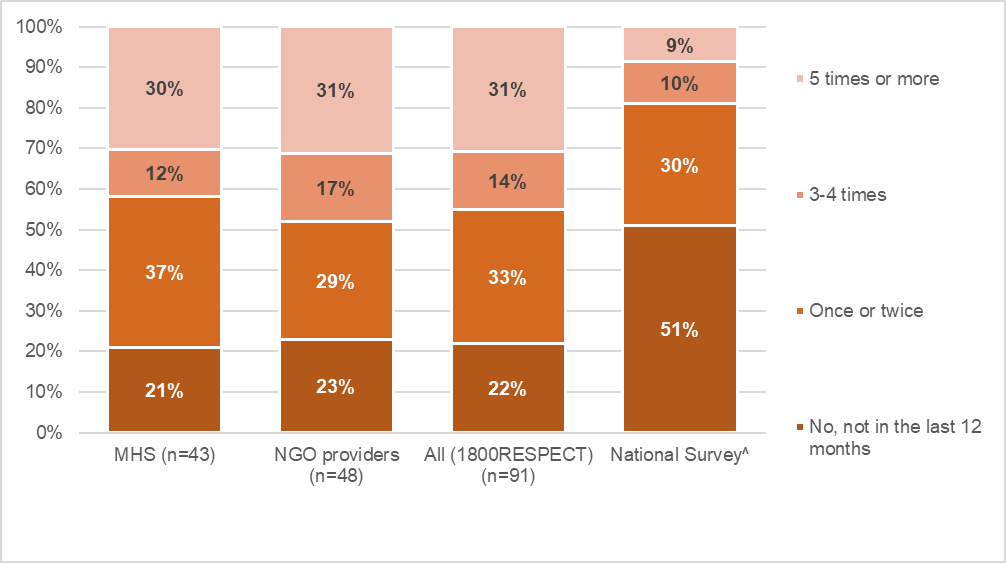 100%
90%
80%
70%
60%
50%
40%
30%
20%
10%
0%
30%
12%
37%
21%
31%
17%
29%
23%
31%
14%
33%
22%
9%
10%
30%
51%
MHS (n=43)
NGO providers
(n=48)
All (1800RESPECT)
(n=91)
National Survey^
5 times or more
3-4 times
Once or twice
No, not in the last 12
months